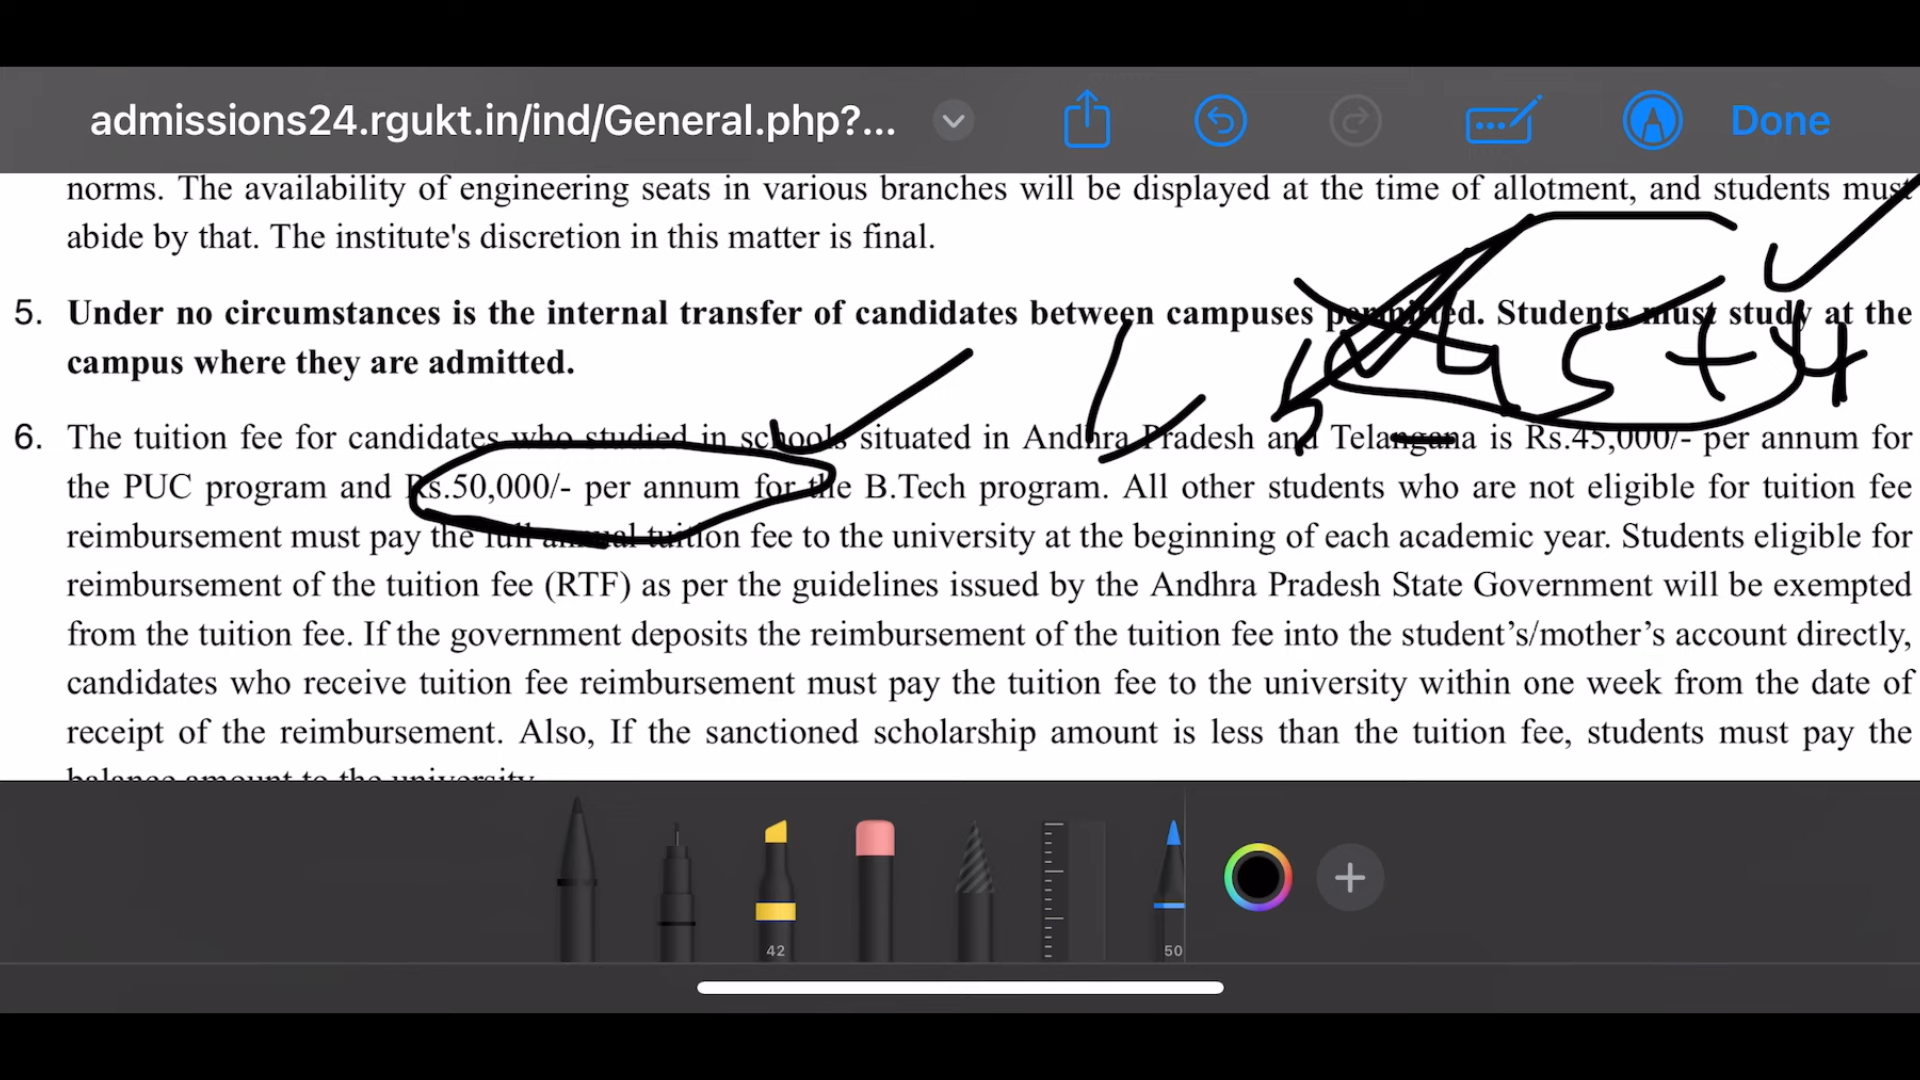 admissions24.rgukt.in/ind/General.php?...
Done
norms. The availability of engineering seats in various branches will be displayed at the time of allotment, and students must
abide by that. The institute's discretion in this matter is final.
5. Under no circumstances is the internal transfer of candidates between campuses permitted. Students must study at the
campus where they are admitted.
45+4
6. The tuition fee for candidates who studied in schools situated in Andhra Pradesh and Telangana is Rs.45,000/- per annum for
the PUC program and Rs.50,000/- per annum for the B.Tech program. All other students who are not eligible for tuition fee
reimbursement must pay the full annual tuition fee to the university at the beginning of each academic year. Students eligible for
reimbursement of the tuition fee (RTF) as per the guidelines issued by the Andhra Pradesh State Government will be exempted
from the tuition fee. If the government deposits the reimbursement of the tuition fee into the student’s/mother’s account directly,
candidates who receive tuition fee reimbursement must pay the tuition fee to the university within one week from the date of
receipt of the reimbursement. Also, If the sanctioned scholarship amount is less than the tuition fee, students must pay the
balance amount to the university.
42
50